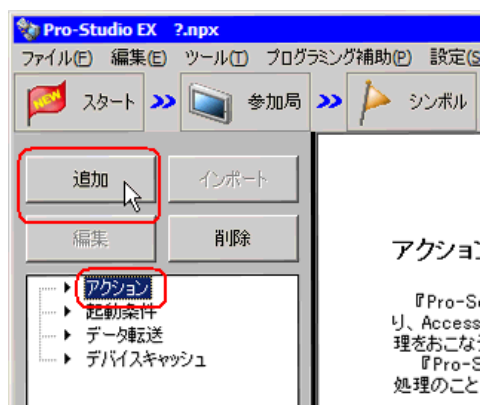 Pro-Studio EX ?.npx
ファイル(F) 編集(E) ツール(T) プログラミング補助(P) 設定(S
NEW スタート 参加局 シンボル
追加 インポート
編集 削除
アクション
起動条件
データ転送
デバイスキャッシュ
アクション
『Pro-S
り、Access
理をおこな
『Pro-S
処理のこと